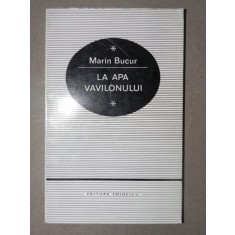 *
Marin Bucur
LA APA
VAVILONULUI
*
EDITURA EMINESCU